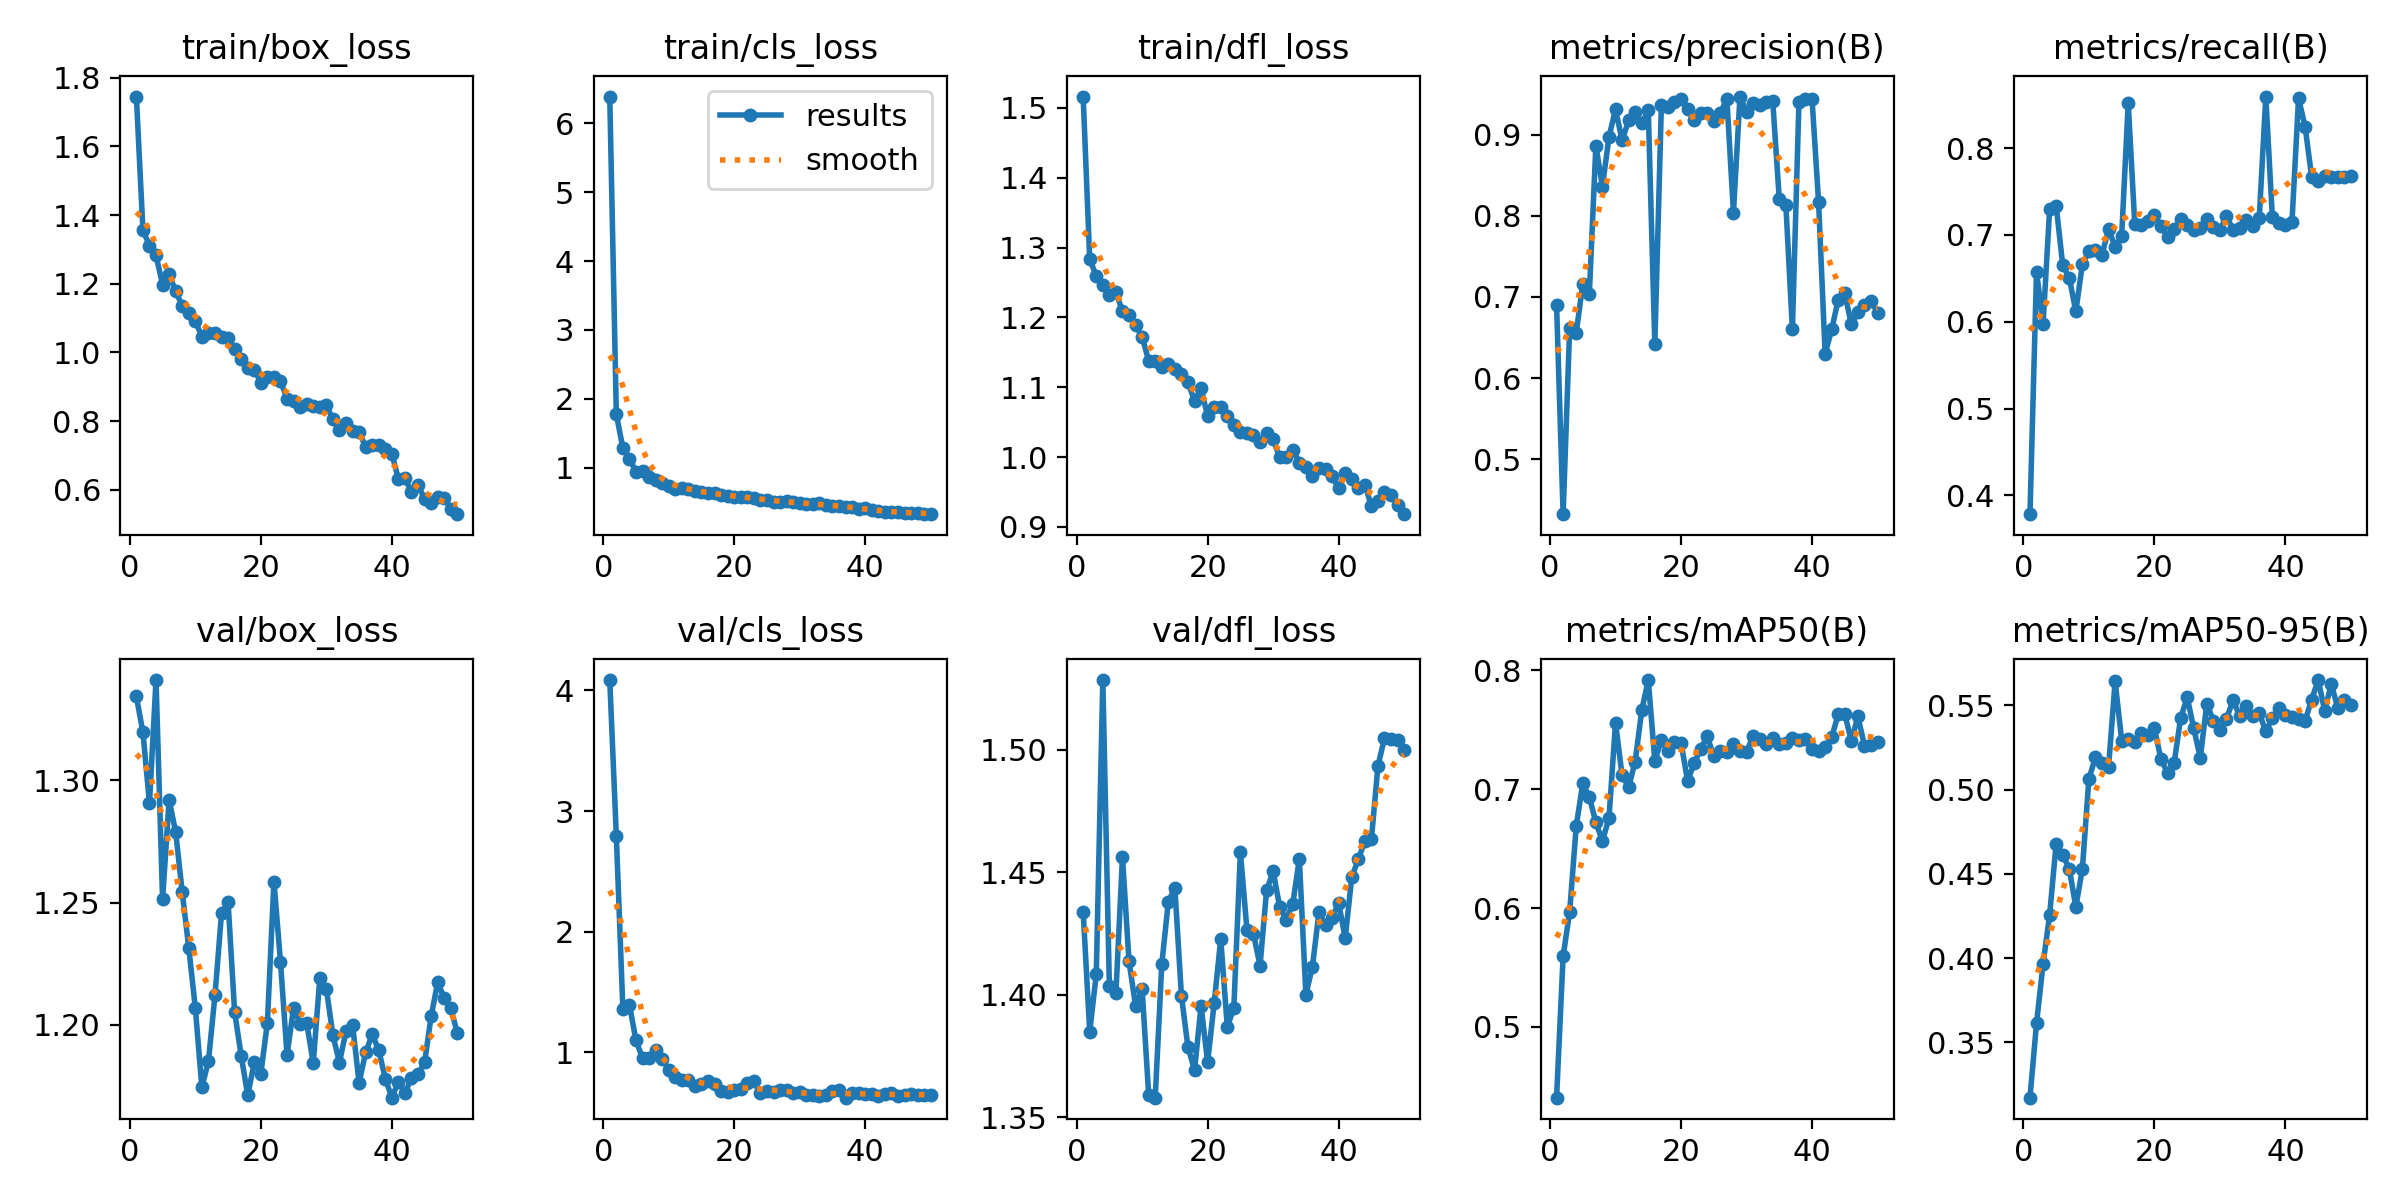 train/box_loss
1.8
1.6
1.4
1.2
1.0
0.8
0.6
0 20 40
train/cls_loss
results
smooth
6
5
4
3
2
1
0 20 40
train/dfl_loss
1.5
1.4
1.3
1.2
1.1
1.0
0.9
0 20 40
metrics/precision(B)
0.9
0.8
0.7
0.6
0.5
0 20 40
metrics/recall(B)
0.8
0.7
0.6
0.5
0.4
0 20 40
val/box_loss
1.30
1.25
1.20
0 20 40
val/cls_loss
4
3
2
1
0 20 40
val/dfl_loss
1.50
1.45
1.40
1.35
0 20 40
metrics/mAP50(B)
0.8
0.7
0.6
0.5
0 20 40
metrics/mAP50-95(B)
0.55
0.50
0.45
0.40
0.35
0 20 40